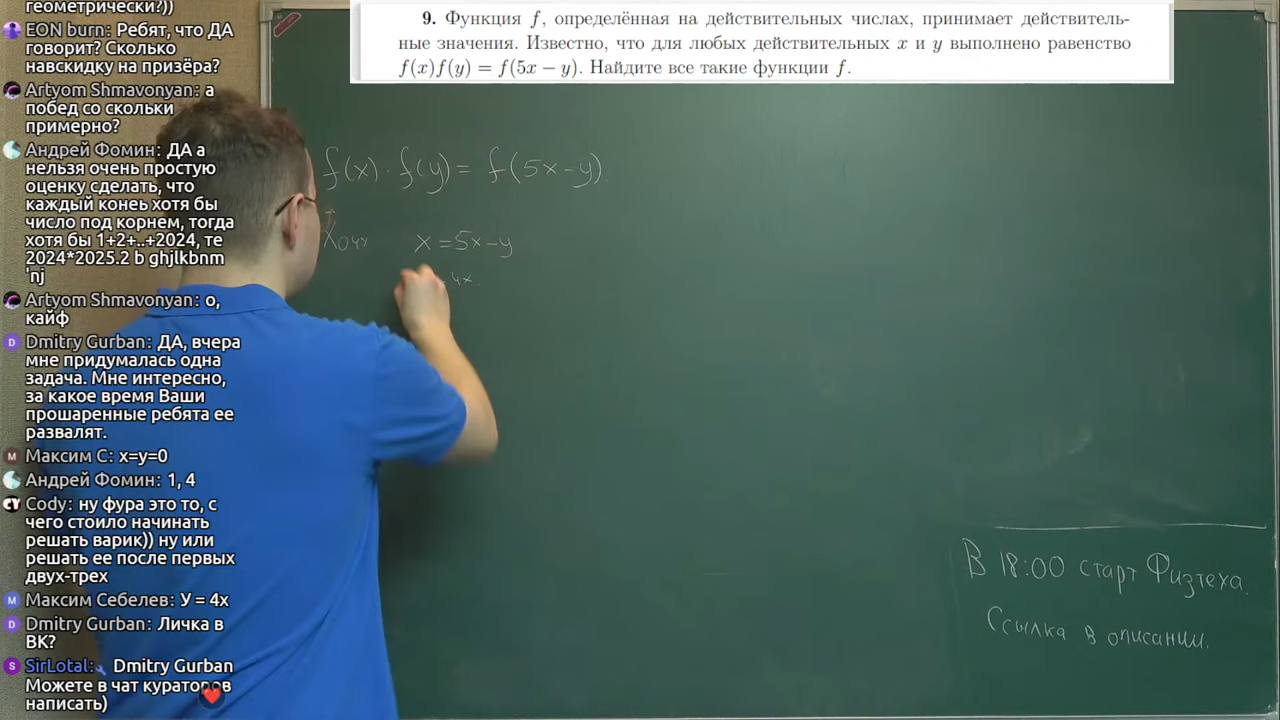 геометрически?))
EON burn: Ребят, что ДА
говорит? Сколько
навскидку на призёра?
Artyom Shmavonyan: а
побед со скольки
примерно?
Андрей Фомин: ДА а
нельзя очень простую
оценку сделать, что
каждый конеь хотя бы
число под корнем, тогда
хотя бы 1+2+..+2024, те
2024*2025.2 b ghjlkbnm
'nj
Artyom Shmavonyan: о,
кайф
Dmitry Gurban: ДА, вчера
мне придумалась одна
задача. Мне интересно,
за какое время Ваши
прошаренные ребята ее
развалят.
Максим С: x=y=0
Андрей Фомин: 1, 4
Cody: ну фура это то, с
чего стоило начинать
решать варик)) ну или
решать ее после первых
двух-трех
Максим Себелев: У = 4х
Dmitry Gurban: Личка в
ВК?
SirLotal: Dmitry Gurban
Можете в чат кураторов
написать)
9. Функция f, определённая на действительных числах, принимает действитель-
ные значения. Известно, что для любых действительных x и y выполнено равенство
f(x)f(y) = f(5x − y). Найдите все такие функции f.
f(x) · f(y) = f(5x−y).
Хочу x = 5x−y
4x.
В 18:00 старт Физтеха.
Ссылка в описании.